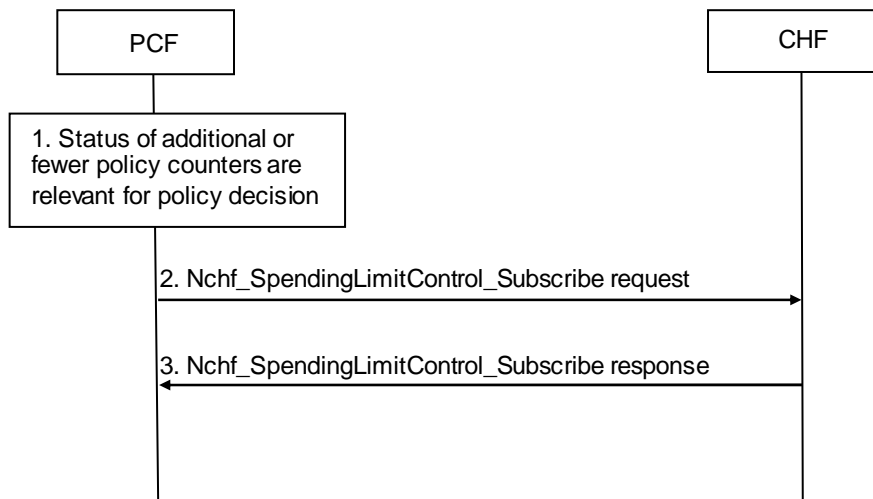 PCF
CHF
1. Status of additional or
fewer policy counters are
relevant for policy decision
2. Nchf_SpendingLimitControl_Subscribe request
3. Nchf_SpendingLimitControl_Subscribe response